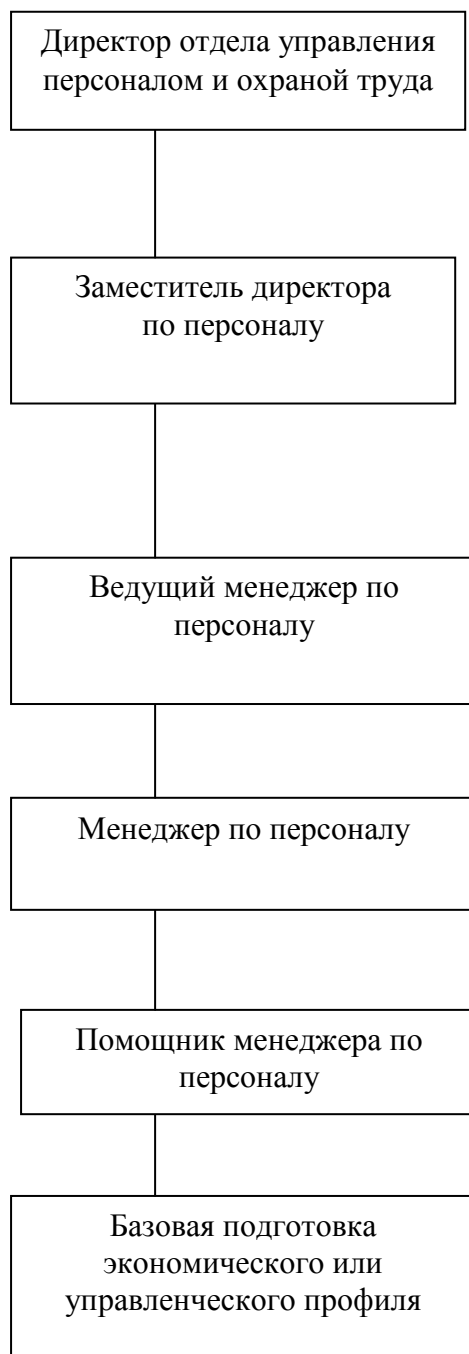 Директор отдела управления
персоналом и охраной труда
Заместитель директора
по персоналу
Ведущий менеджер по
персоналу
Менеджер по персоналу
Помощник менеджера по
персоналу
Базовая подготовка
экономического или
управленческого профиля